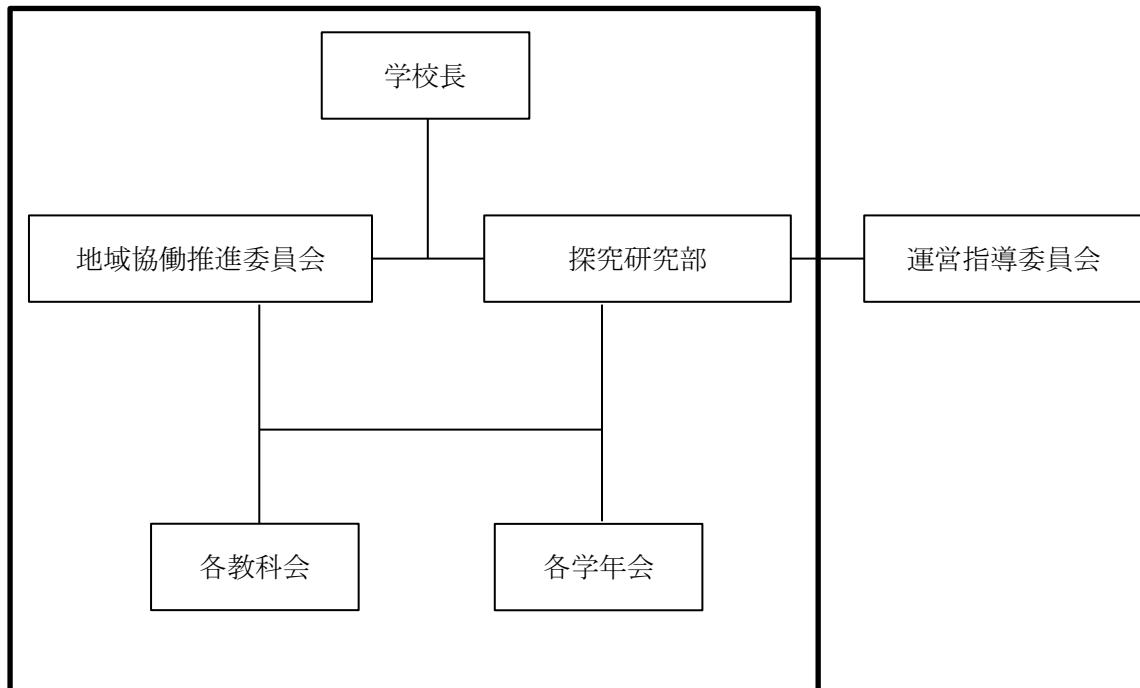 学校長
地域協働推進委員会
探究研究部
運営指導委員会
各教科会
各学年会